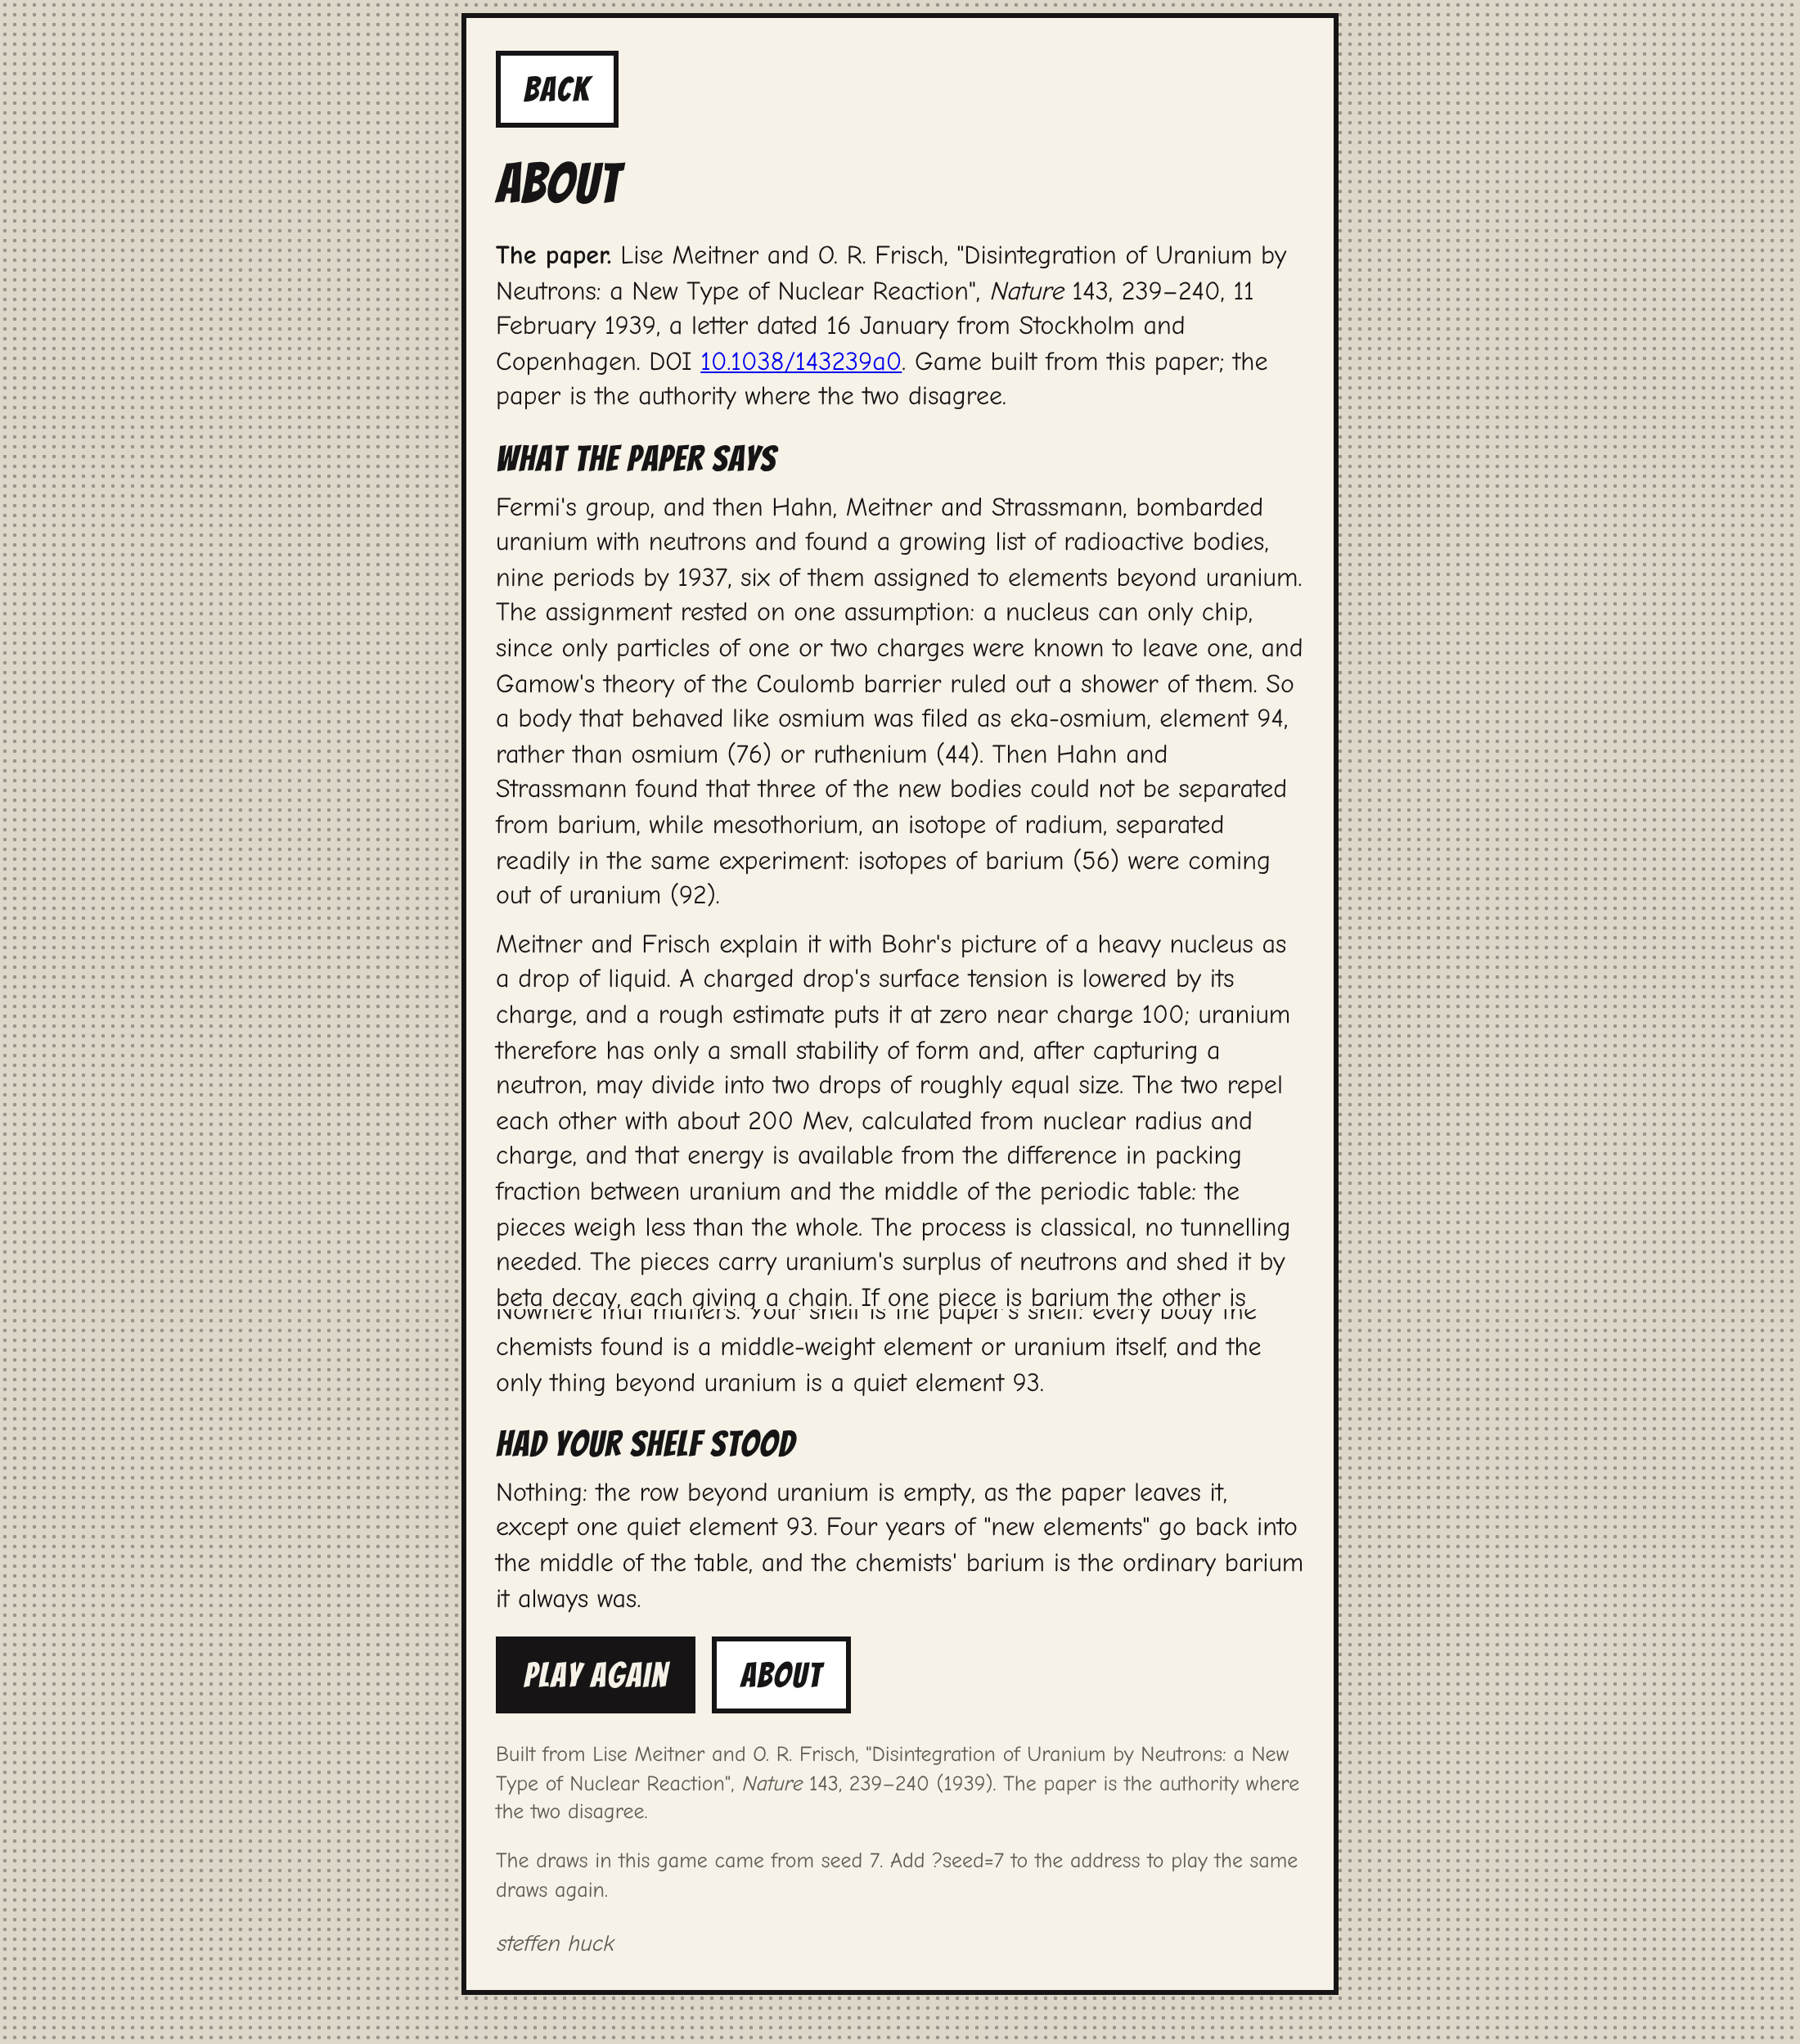 BACK
ABOUT
The paper. Lise Meitner and O. R. Frisch, "Disintegration of Uranium by
Neutrons: a New Type of Nuclear Reaction", Nature 143, 239–240, 11
February 1939, a letter dated 16 January from Stockholm and
Copenhagen. DOI 10.1038/143239a0. Game built from this paper; the
paper is the authority where the two disagree.
WHAT THE PAPER SAYS
Fermi's group, and then Hahn, Meitner and Strassmann, bombarded
uranium with neutrons and found a growing list of radioactive bodies,
nine periods by 1937, six of them assigned to elements beyond uranium.
The assignment rested on one assumption: a nucleus can only chip,
since only particles of one or two charges were known to leave one, and
Gamow's theory of the Coulomb barrier ruled out a shower of them. So
a body that behaved like osmium was filed as eka-osmium, element 94,
rather than osmium (76) or ruthenium (44). Then Hahn and
Strassmann found that three of the new bodies could not be separated
from barium, while mesothorium, an isotope of radium, separated
readily in the same experiment: isotopes of barium (56) were coming
out of uranium (92).
Meitner and Frisch explain it with Bohr's picture of a heavy nucleus as
a drop of liquid. A charged drop's surface tension is lowered by its
charge, and a rough estimate puts it at zero near charge 100; uranium
therefore has only a small stability of form and, after capturing a
neutron, may divide into two drops of roughly equal size. The two repel
each other with about 200 Mev, calculated from nuclear radius and
charge, and that energy is available from the difference in packing
fraction between uranium and the middle of the periodic table: the
pieces weigh less than the whole. The process is classical, no tunnelling
needed. The pieces carry uranium's surplus of neutrons and shed it by
beta decay, each giving a chain. If one piece is barium the other is
Nowhere that matters. Your shelf is the paper's shelf: every body the
chemists found is a middle-weight element or uranium itself, and the
only thing beyond uranium is a quiet element 93.
HAD YOUR SHELF STOOD
Nothing: the row beyond uranium is empty, as the paper leaves it,
except one quiet element 93. Four years of "new elements" go back into
the middle of the table, and the chemists' barium is the ordinary barium
it always was.
PLAY AGAIN
ABOUT
Built from Lise Meitner and O. R. Frisch, "Disintegration of Uranium by Neutrons: a New
Type of Nuclear Reaction", Nature 143, 239–240 (1939). The paper is the authority where
the two disagree.
The draws in this game came from seed 7. Add ?seed=7 to the address to play the same
draws again.
steffen huck